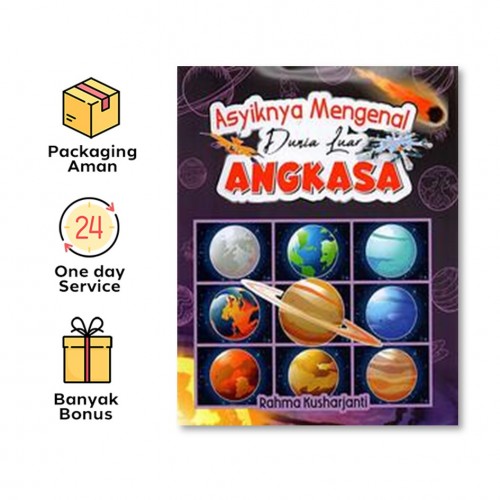 Packaging
Aman
24
One day
Service
Banyak
Bonus
Asyiknya Mengenal
Dunia Luar
ANGKASA
Rahma Kusharjanti